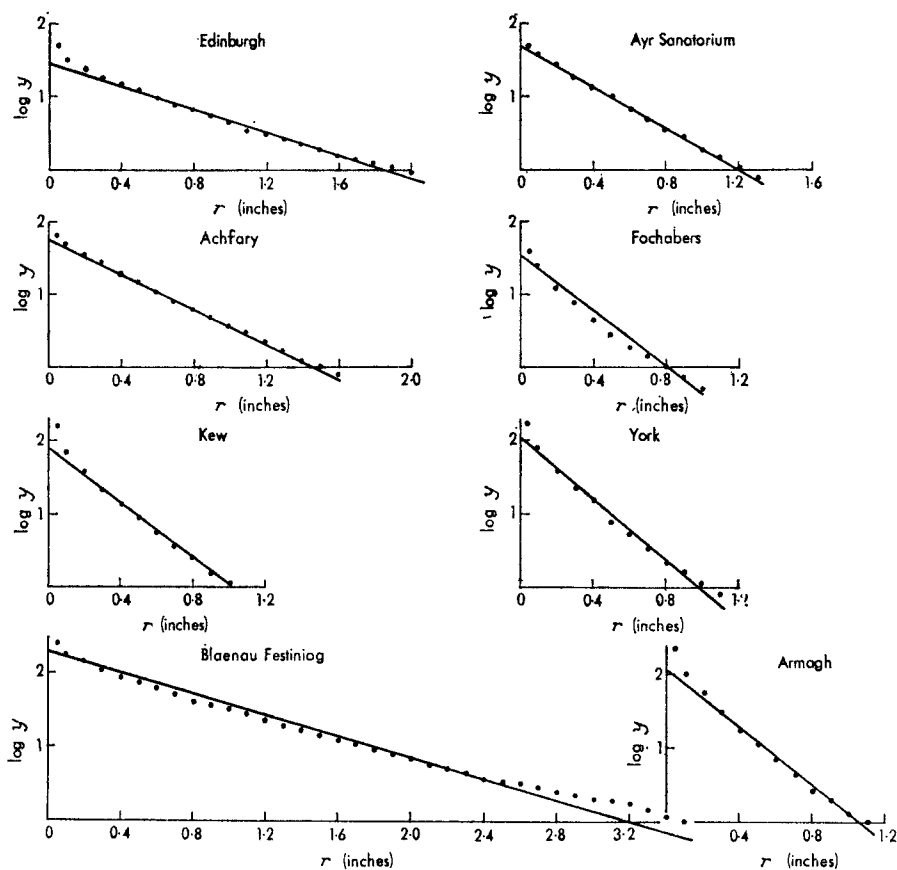 Edinburgh
2
1
log y
0 0·4 0·8 1·2 1·6 2·0
r (inches)
Ayr Sanatorium
2
1
log y
0 0·4 0·8 1·2 1·6
r (inches)
Achfary
2
1
log y
0 0·4 0·8 1·2 2·0
r (inches)
Fochabers
2
1
log y
0 0·4 0·8 1·2
r (inches)
Kew
2
1
log y
0 0·4 0·8 1·2
r (inches)
York
2
1
log y
0 0·4 0·8 1·2
r (inches)
Blaenau Festiniog
2
1
log y
0 0·4 0·8 1·2 1·6 2·0 2·4 2·8 3·2
r (inches)
Armagh
2
1
log y
0·4 0·8 1·2
r (inches)